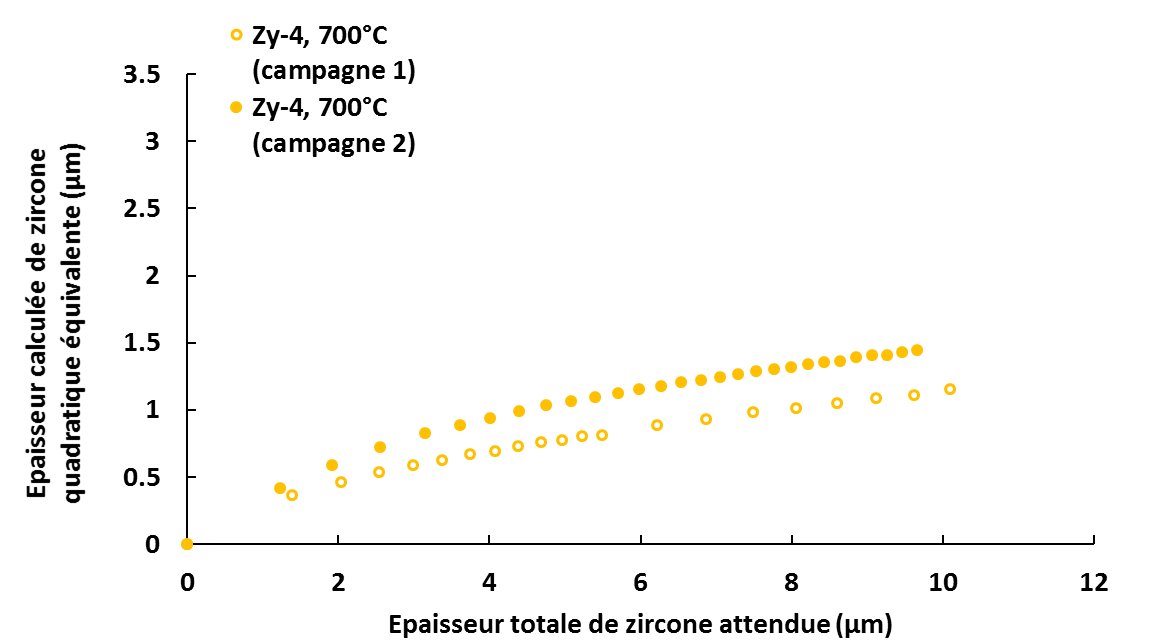 Zy-4, 700°C
(campagne 1)
Zy-4, 700°C
(campagne 2)
3.5
3
2.5
2
1.5
1
0.5
0
Epaisseur calculée de zircone
quadratique équivalente (µm)
0 2 4 6 8 10 12
Epaisseur totale de zircone attendue (µm)